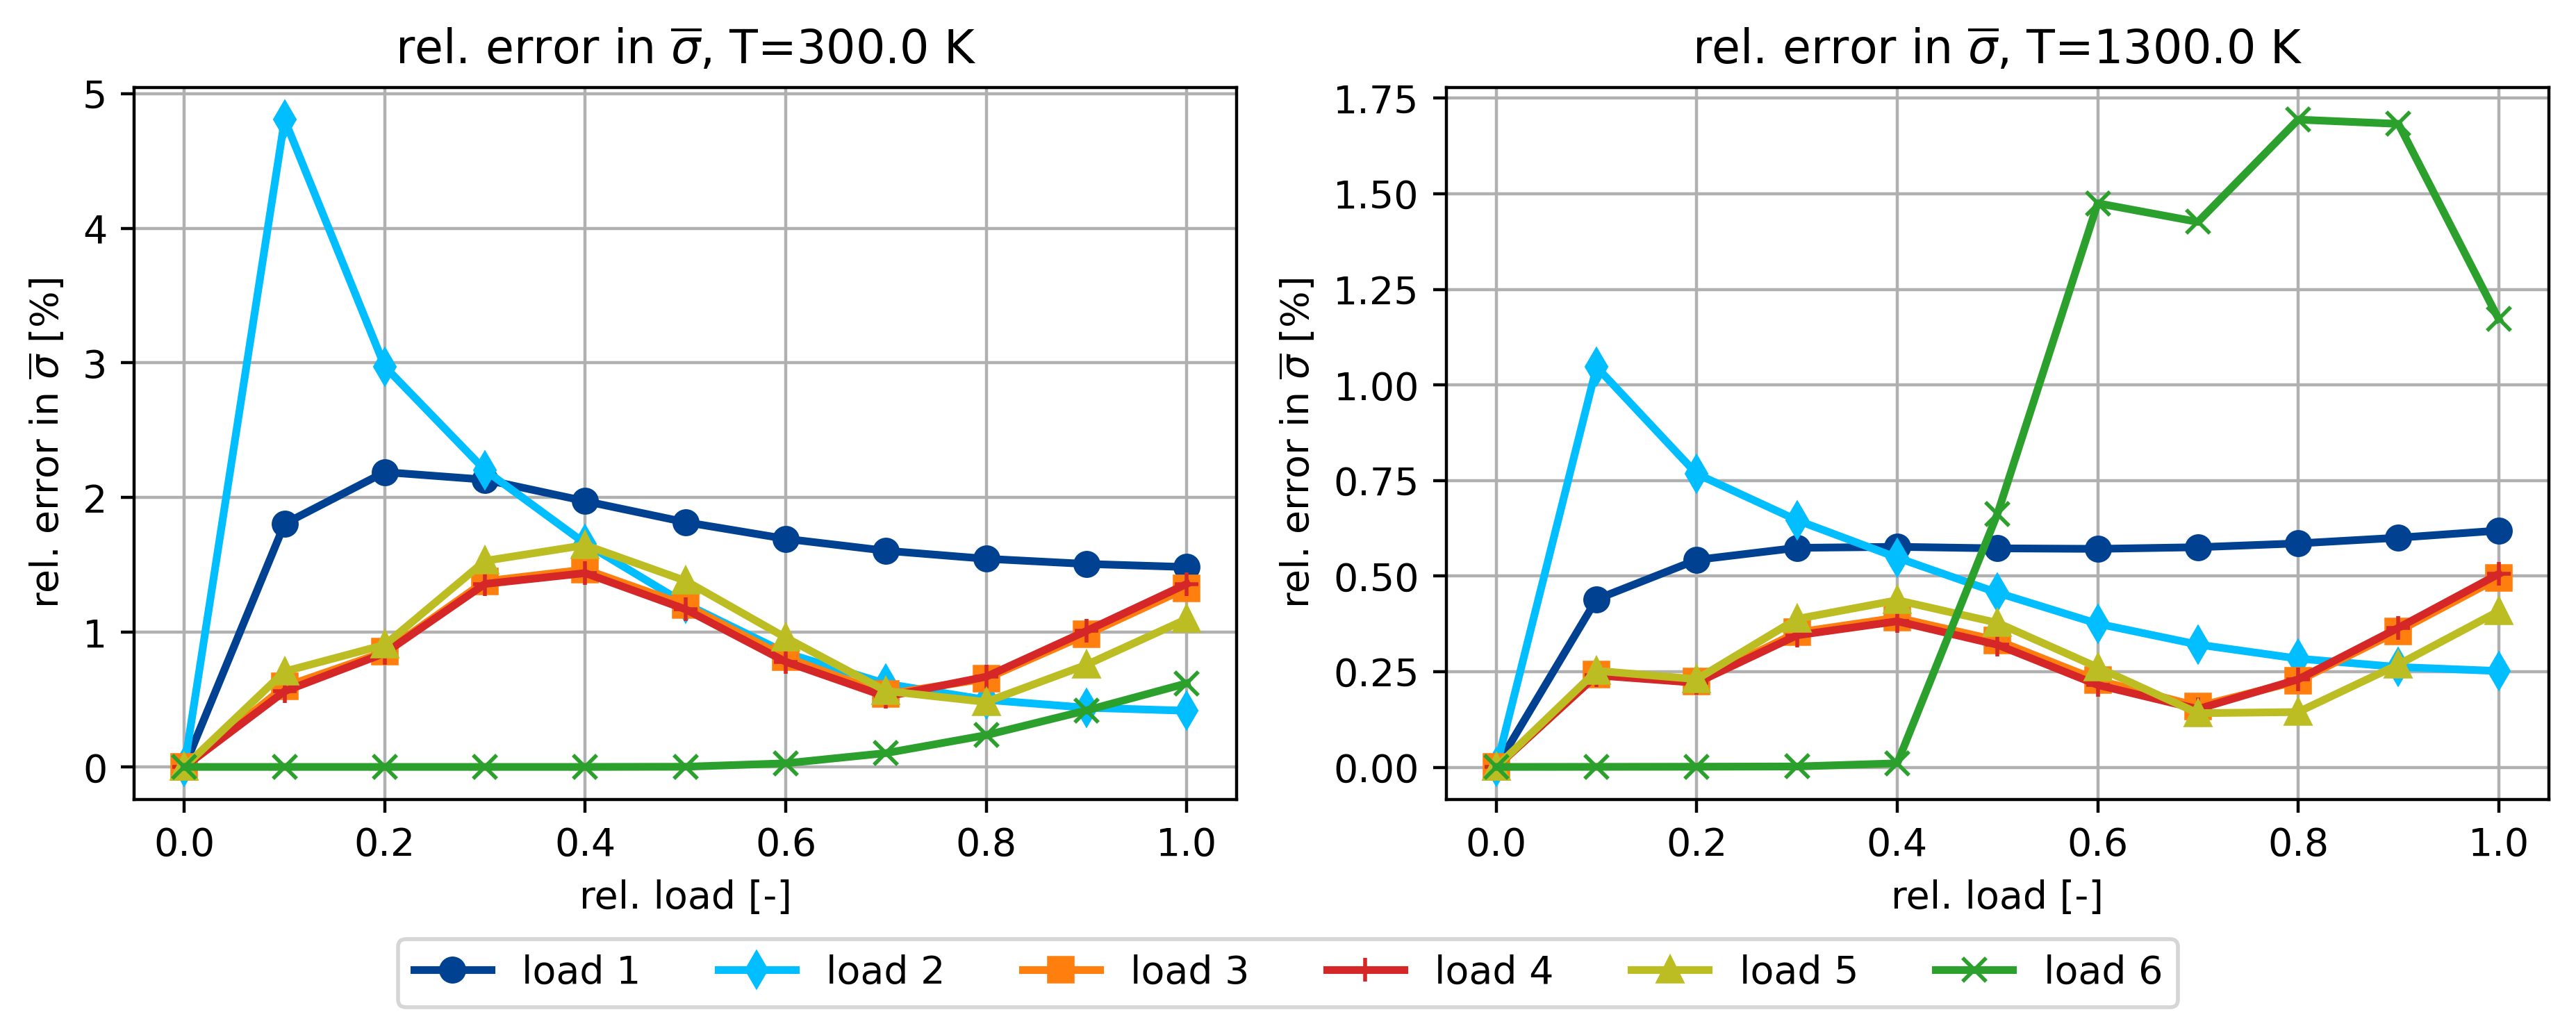 rel. error in σ̅, T=300.0 K
rel. error in σ̅ [%]
5
4
3
2
1
0
0.0 0.2 0.4 0.6 0.8 1.0
rel. load [-]
rel. error in σ̅, T=1300.0 K
rel. error in σ̅ [%]
1.75
1.50
1.25
1.00
0.75
0.50
0.25
0.00
0.0 0.2 0.4 0.6 0.8 1.0
rel. load [-]
load 1 load 2 load 3 load 4 load 5 load 6